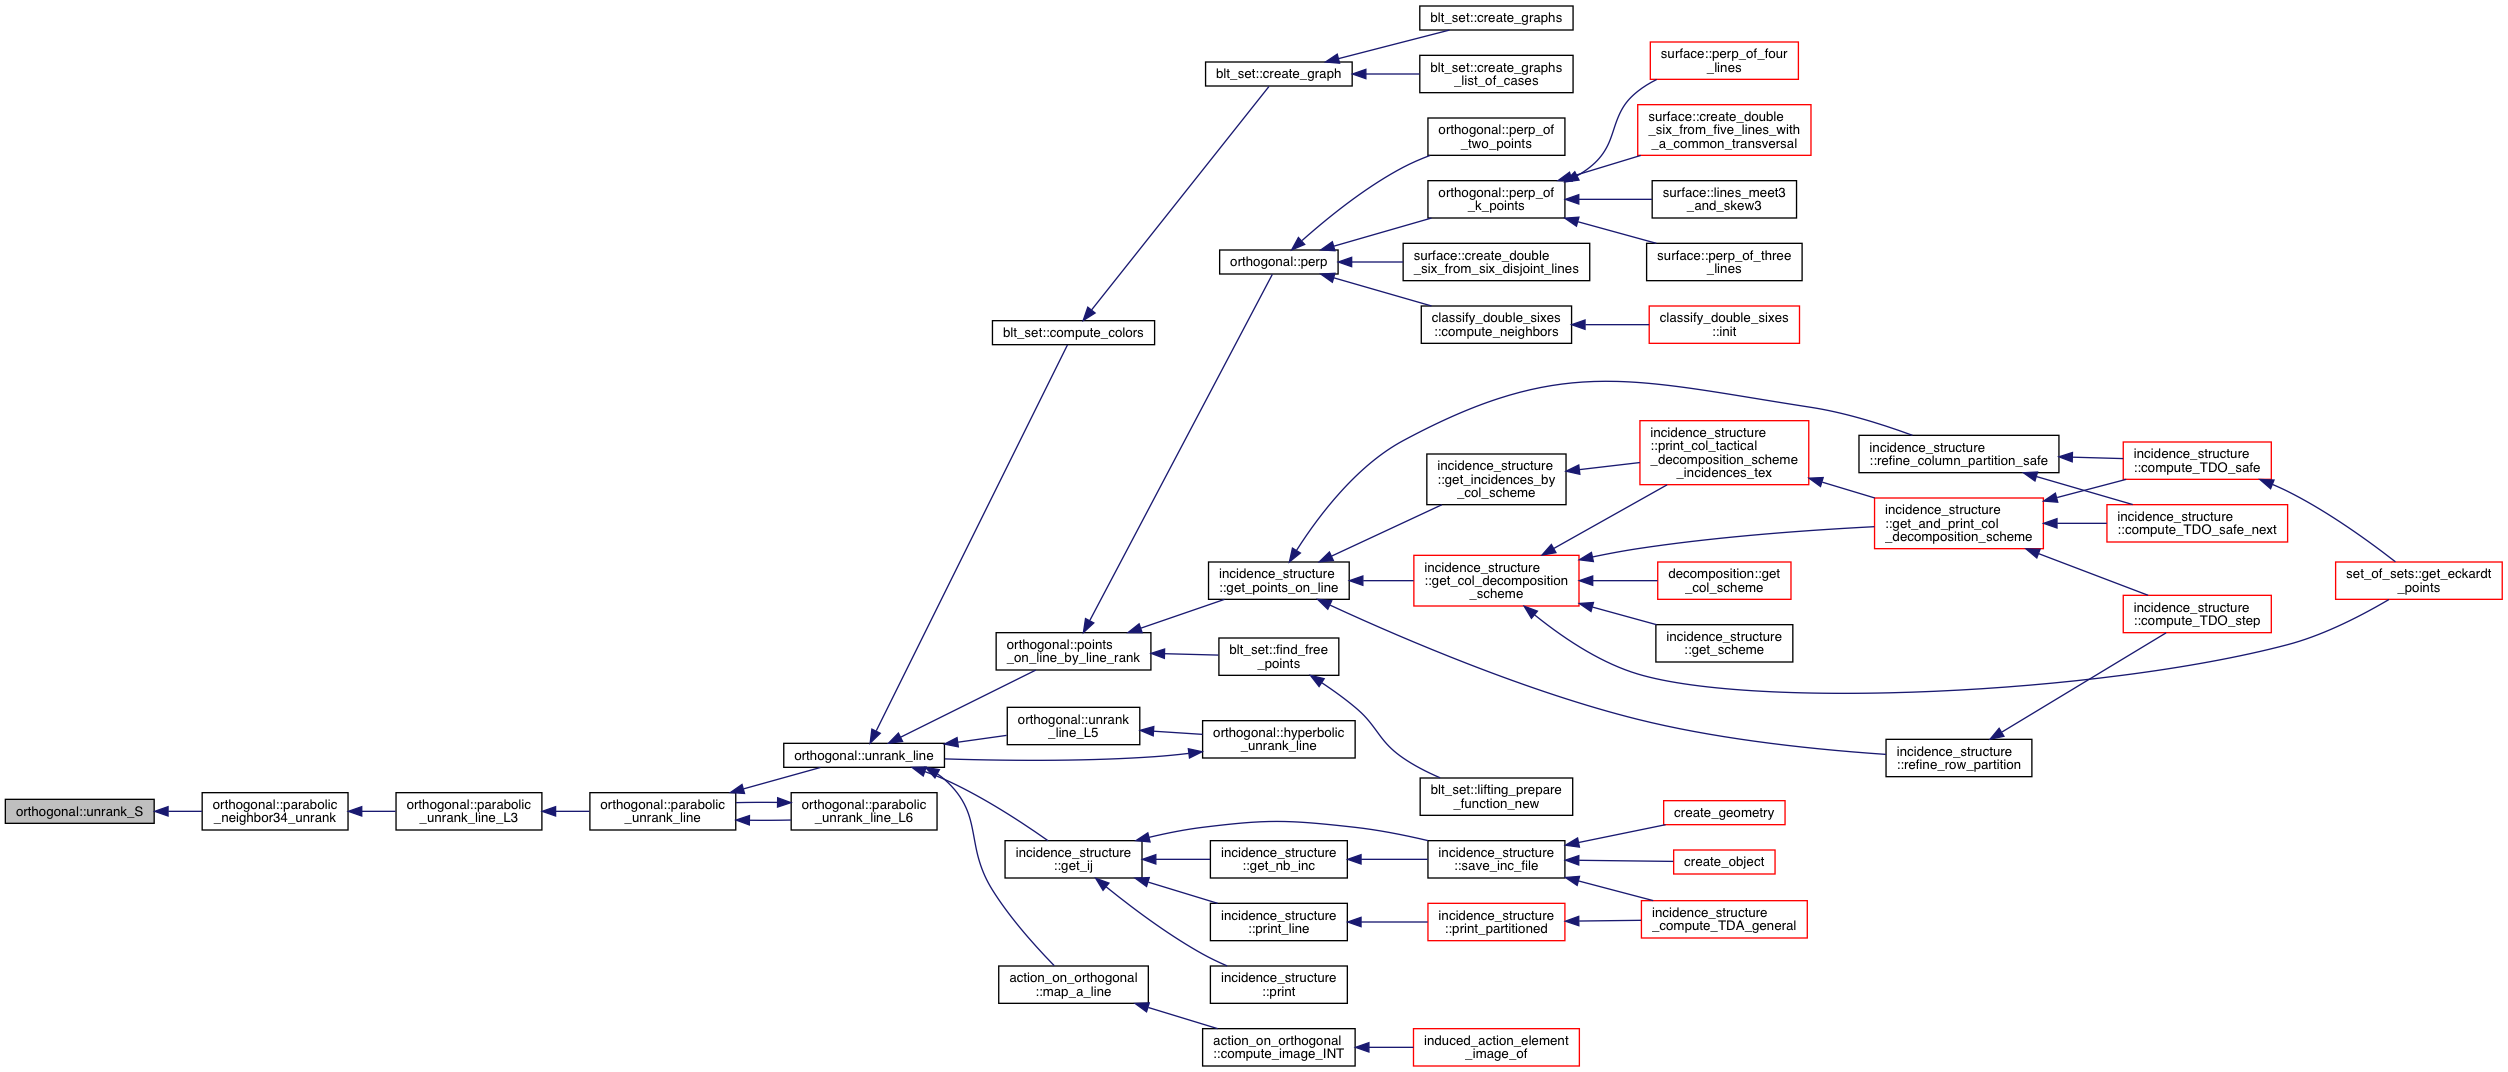 orthogonal::unrank_S
orthogonal::parabolic
_neighbor34_unrank
orthogonal::parabolic
_unrank_line_L3
orthogonal::parabolic
_unrank_line
orthogonal::parabolic
_unrank_line_L6
orthogonal::unrank_line
blt_set::compute_colors
blt_set::create_graph
blt_set::create_graphs
blt_set::create_graphs
_list_of_cases
orthogonal::points
_on_line_by_line_rank
orthogonal::perp
orthogonal::perp_of
_two_points
orthogonal::perp_of
_k_points
surface::perp_of_four
_lines
surface::create_double
_six_from_five_lines_with
_a_common_transversal
surface::lines_meet3
_and_skew3
surface::perp_of_three
_lines
surface::create_double
_six_from_six_disjoint_lines
classify_double_sixes
::compute_neighbors
classify_double_sixes
::init
incidence_structure
::get_points_on_line
incidence_structure
::refine_column_partition_safe
incidence_structure
::get_incidences_by
_col_scheme
incidence_structure
::print_col_tactical
_decomposition_scheme
_incidences_tex
incidence_structure
::get_col_decomposition
_scheme
incidence_structure
::get_and_print_col
_decomposition_scheme
decomposition::get
_col_scheme
incidence_structure
::get_scheme
incidence_structure
::compute_TDO_safe
incidence_structure
::compute_TDO_safe_next
incidence_structure
::compute_TDO_step
set_of_sets::get_eckardt
_points
incidence_structure
::refine_row_partition
blt_set::find_free
_points
blt_set::lifting_prepare
_function_new
orthogonal::unrank
_line_L5
orthogonal::hyperbolic
_unrank_line
incidence_structure
::get_ij
incidence_structure
::get_nb_inc
incidence_structure
::save_inc_file
create_geometry
create_object
incidence_structure
_compute_TDA_general
incidence_structure
::print_line
incidence_structure
::print_partitioned
incidence_structure
::print
action_on_orthogonal
::map_a_line
action_on_orthogonal
::compute_image_INT
induced_action_element
_image_of